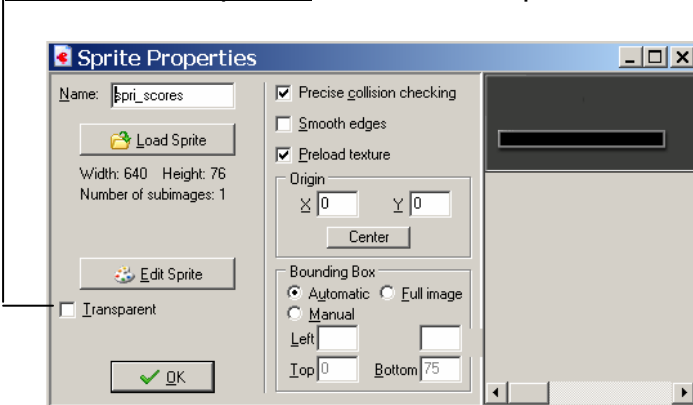 Sprite Properties
Name: spri_scores
Load Sprite
Width: 640 Height: 76
Number of subimages: 1
Edit Sprite
Transparent
OK
Precise collision checking
Smooth edges
Preload texture
Origin
X 0 Y 0
Center
Bounding Box
Automatic Full image
Manual
Left
Top 0 Bottom 75